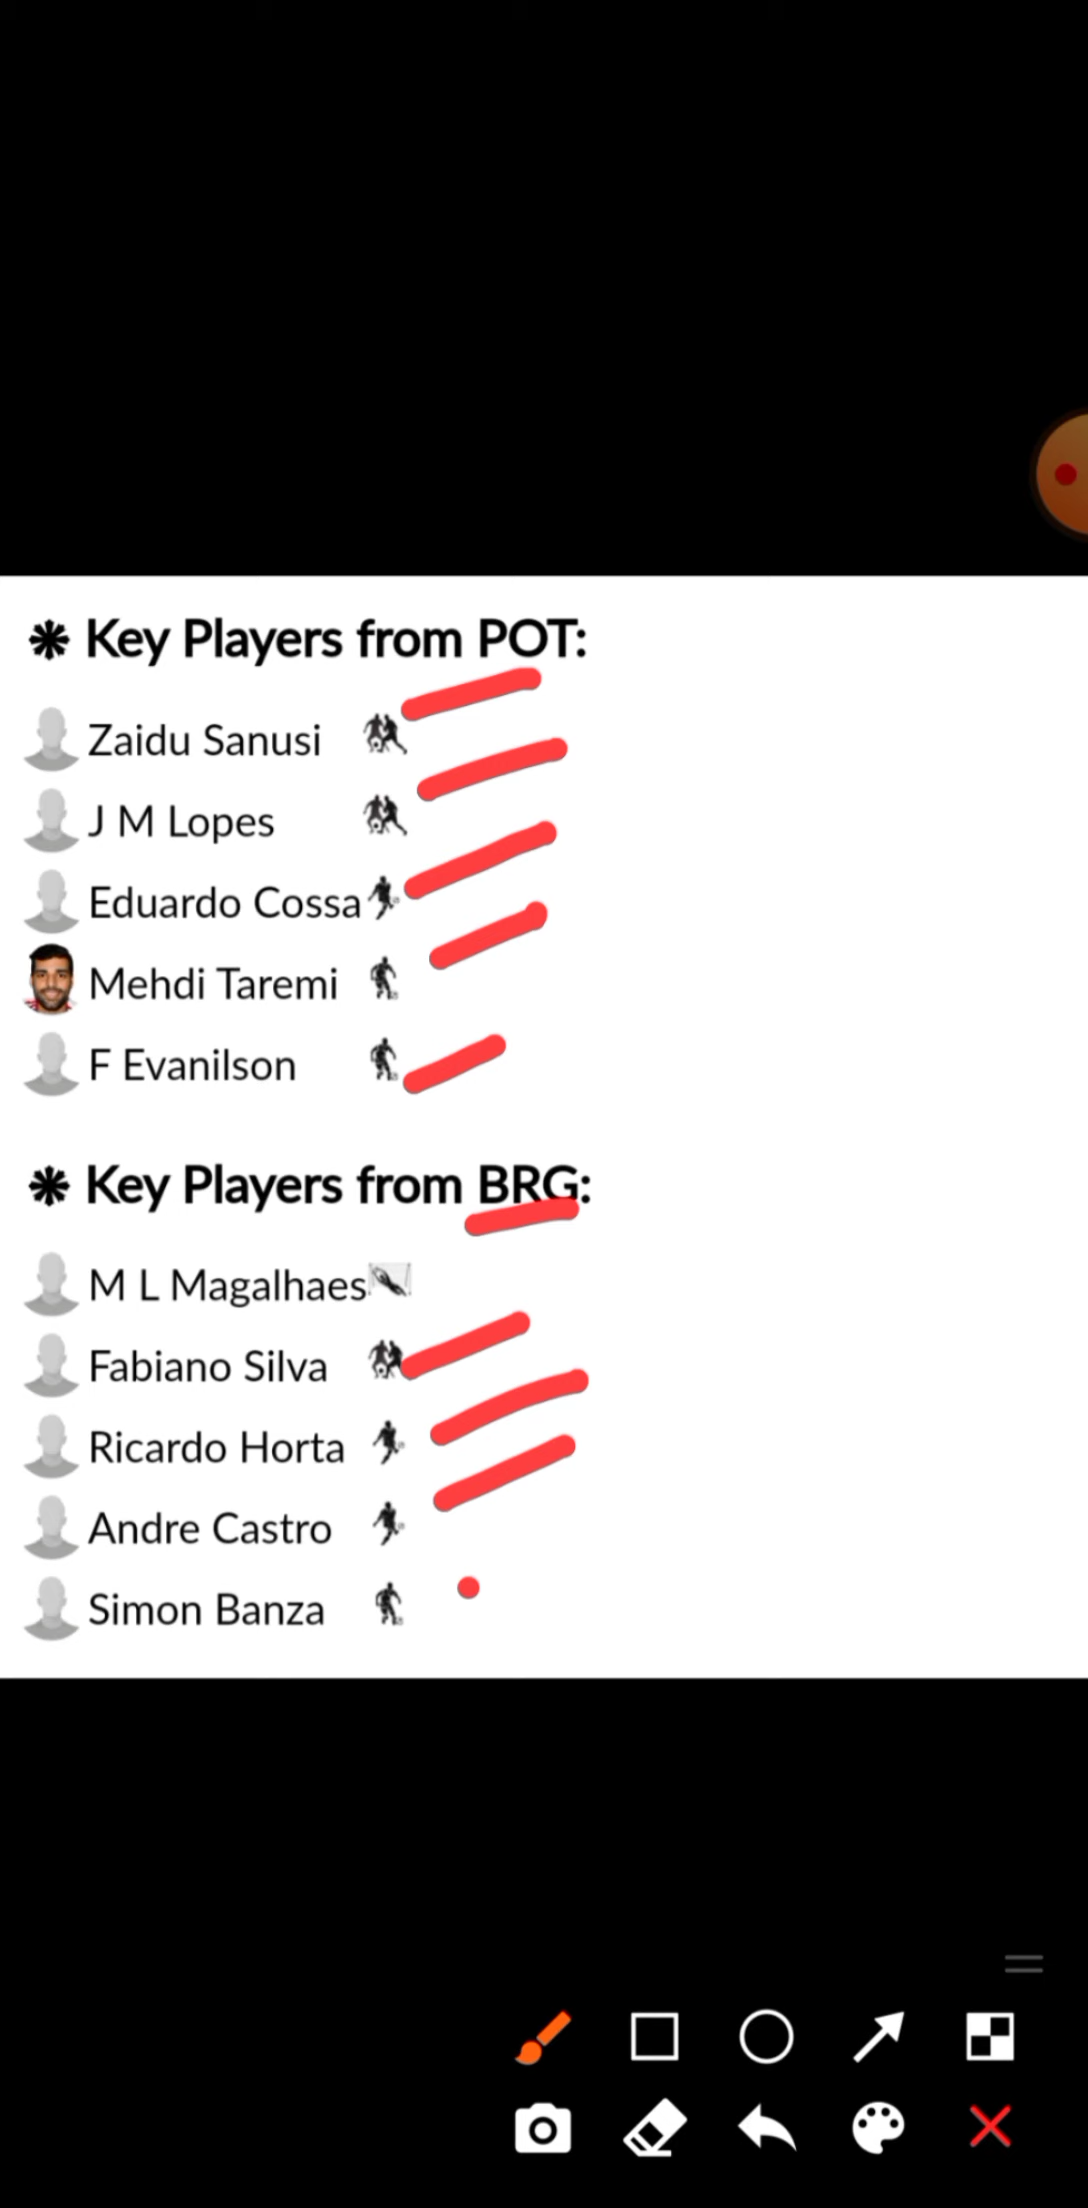 Key Players from POT:
Zaidu Sanusi
J M Lopes
Eduardo Cossa
Mehdi Taremi
F Evanilson
Key Players from BRG:
M L Magalhaes
Fabiano Silva
Ricardo Horta
Andre Castro
Simon Banza